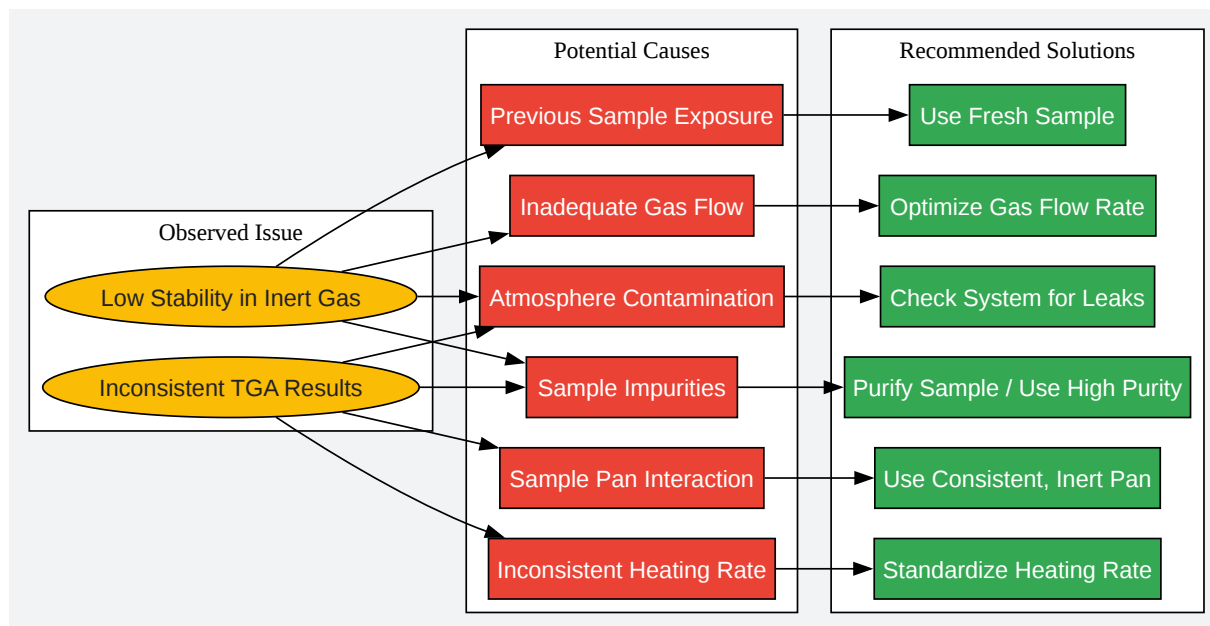 Observed Issue
Low Stability in Inert Gas
Inconsistent TGA Results
Potential Causes
Previous Sample Exposure
Inadequate Gas Flow
Atmosphere Contamination
Sample Impurities
Sample Pan Interaction
Inconsistent Heating Rate
Recommended Solutions
Use Fresh Sample
Optimize Gas Flow Rate
Check System for Leaks
Purify Sample / Use High Purity
Use Consistent, Inert Pan
Standardize Heating Rate